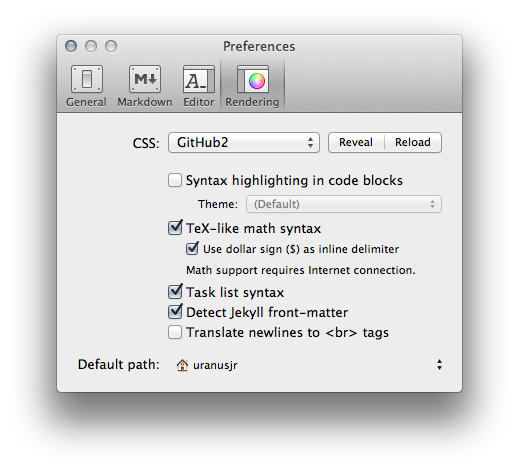 Preferences
General Markdown Editor Rendering
CSS: GitHub2 Reveal Reload
Syntax highlighting in code blocks
Theme: (Default)
TeX-like math syntax
Use dollar sign ($) as inline delimiter
Math support requires Internet connection.
Task list syntax
Detect Jekyll front-matter
Translate newlines to <br> tags
Default path: uranusjr